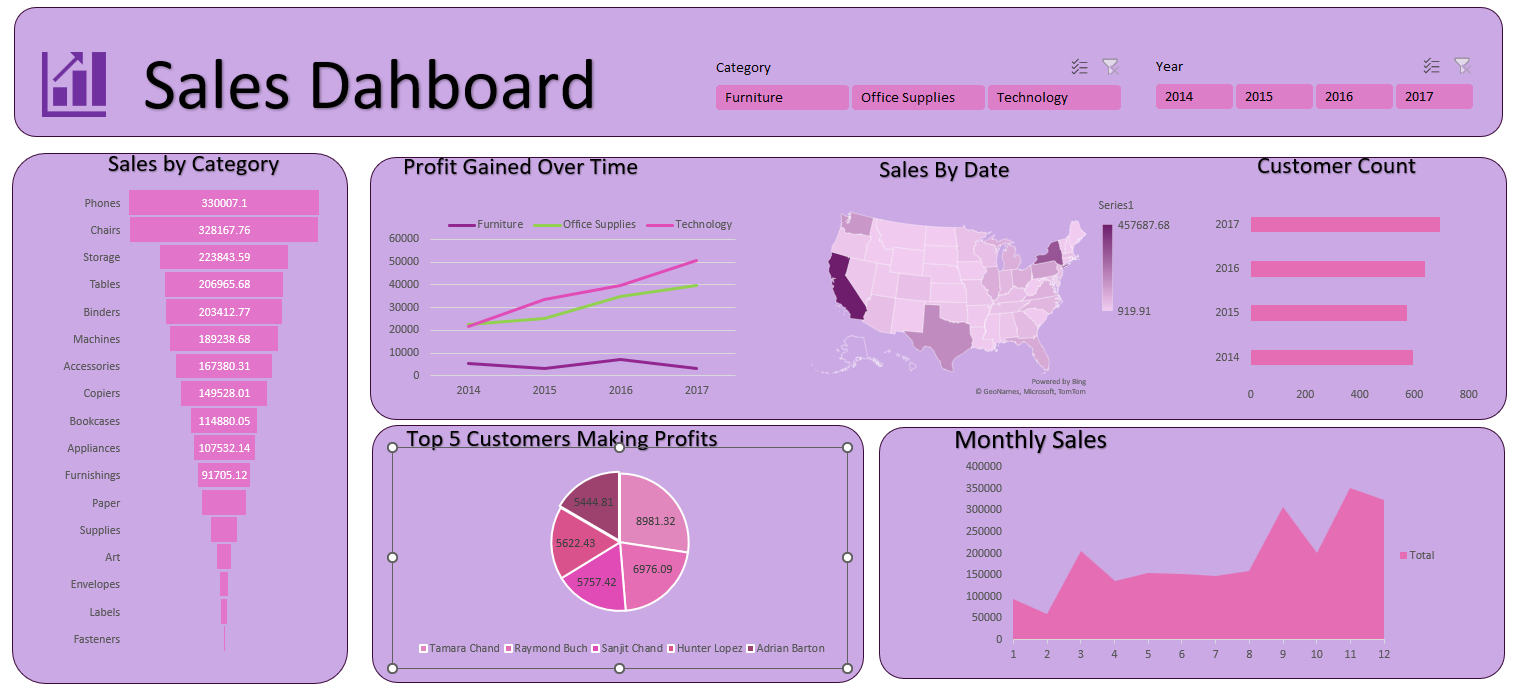 Sales Dahboard
Category
Furniture
Office Supplies
Technology
Year
2014
2015
2016
2017
Sales by Category
Phones 330007.1
Chairs 328167.76
Storage 223843.59
Tables 206965.68
Binders 203412.77
Machines 189238.68
Accessories 167380.31
Copiers 149528.01
Bookcases 114880.05
Appliances 107532.14
Furnishings 91705.12
Paper
Supplies
Art
Envelopes
Labels
Fasteners
Profit Gained Over Time
Furniture Office Supplies Technology
60000
50000
40000
30000
20000
10000
0
2014 2015 2016 2017
Sales By Date
Series1
457687.68
919.91
Powered by Bing
© GeoNames, Microsoft, TomTom
Customer Count
2017
2016
2015
2014
0 200 400 600 800
Top 5 Customers Making Profits
5444.81
8981.32
5622.43
6976.09
5757.42
Tamara Chand Raymond Buch Sanjit Chand Hunter Lopez Adrian Barton
Monthly Sales
400000
350000
300000
250000
200000
150000
100000
50000
0
1 2 3 4 5 6 7 8 9 10 11 12
Total